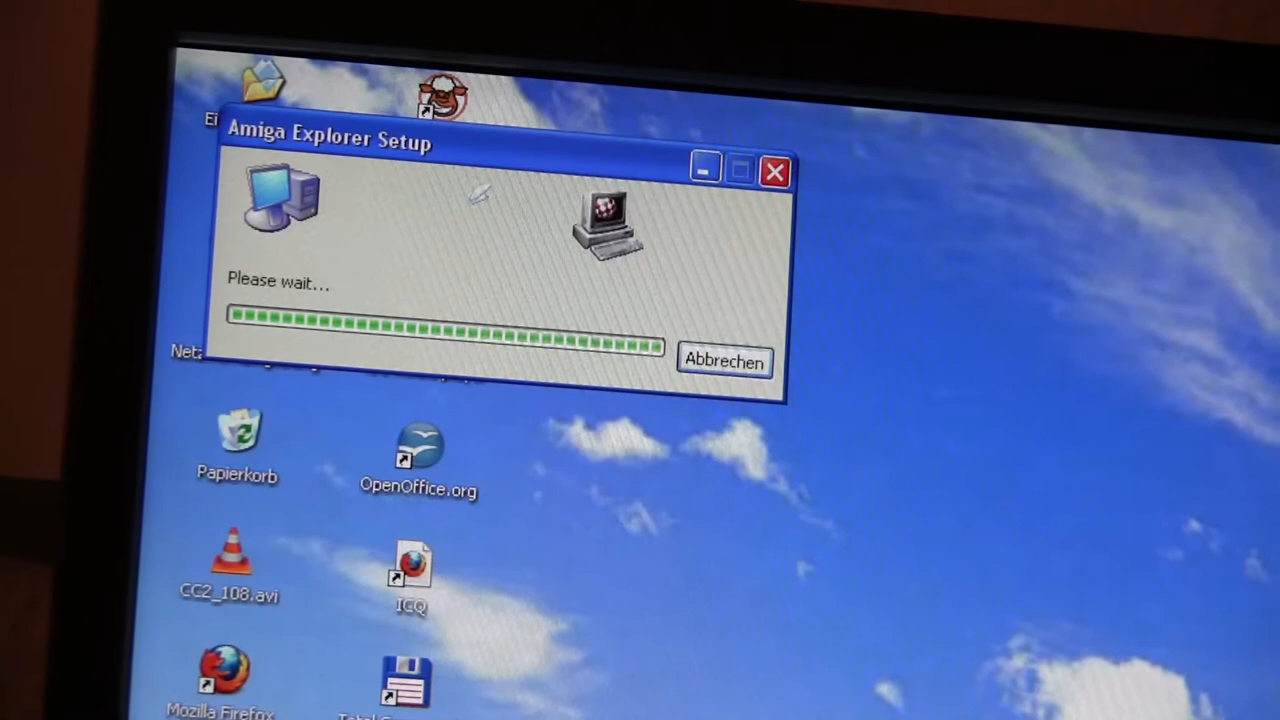 Amiga Explorer Setup
Please wait...
Abbrechen
Papierkorb
OpenOffice.org
CC2_108.avi
ICQ
Mozilla Firefox